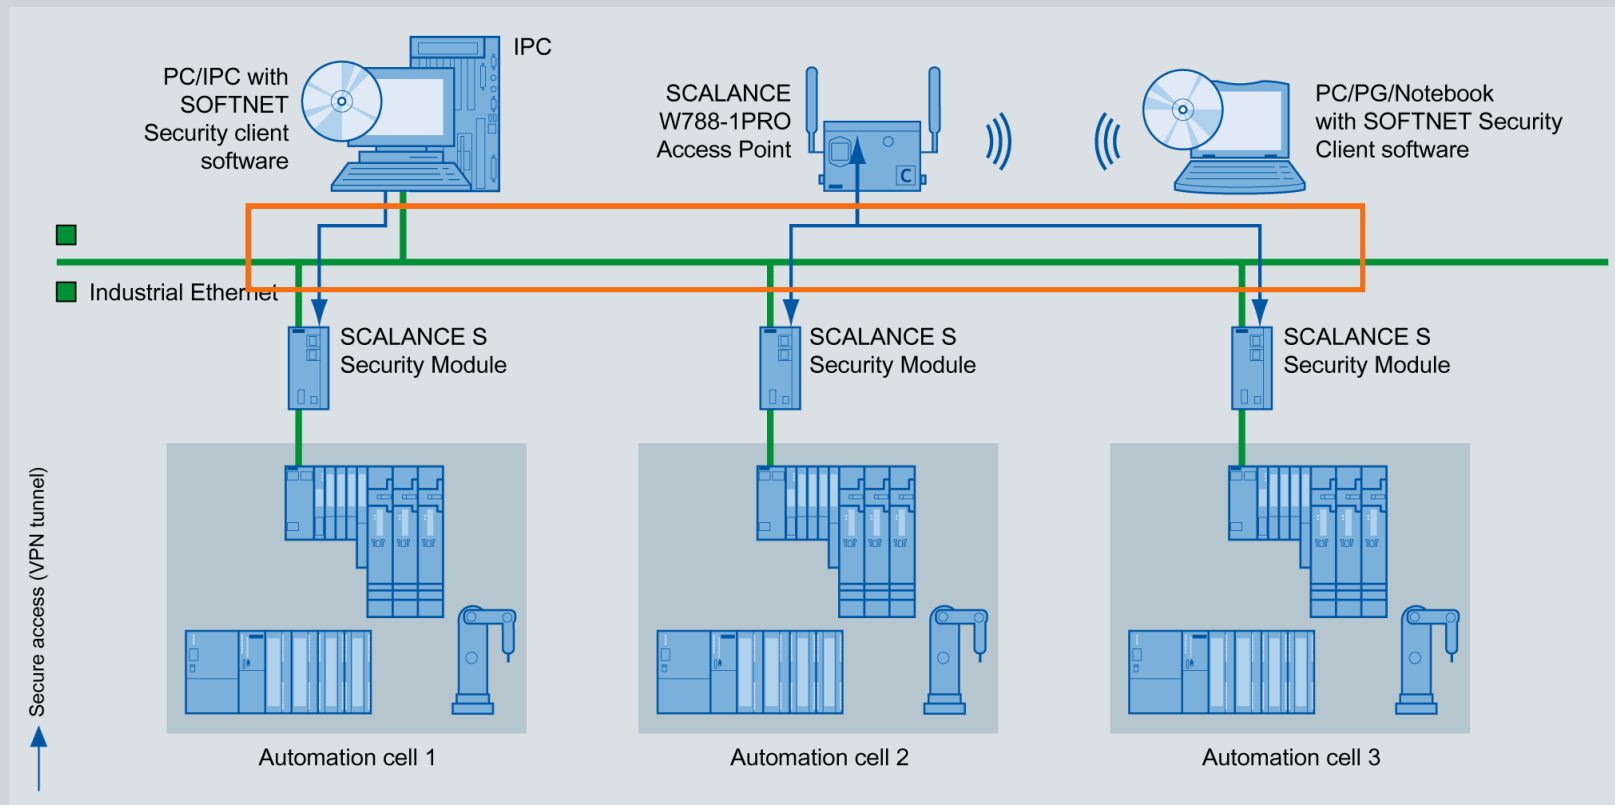 IPC
PC/IPC with
SOFTNET
Security client
software
SCALANCE
W788-1PRO
Access Point
C
PC/PG/Notebook
with SOFTNET Security
Client software
Industrial Ethernet
SCALANCE S
Security Module
SCALANCE S
Security Module
SCALANCE S
Security Module
Secure access (VPN tunnel)
Automation cell 1
Automation cell 2
Automation cell 3